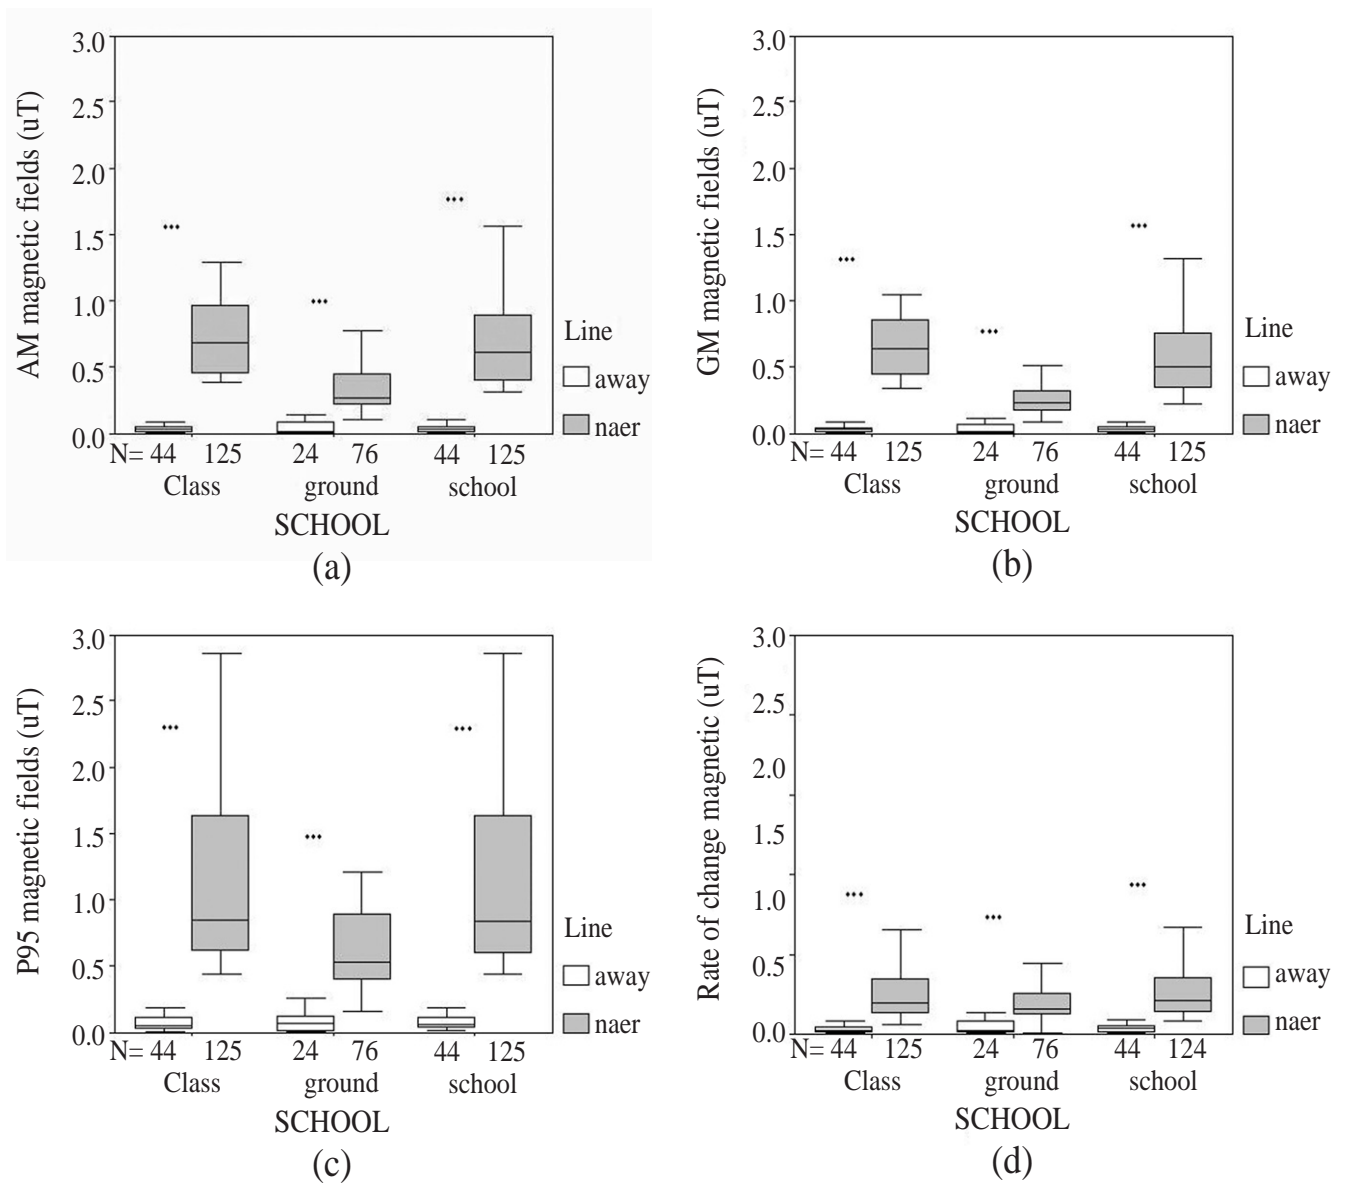 AM magnetic fields (uT)
3.0
2.5
2.0
1.5
1.0
0.5
0.0
Line
away
naer
N= 44 125 24 76 44 125
Class ground school
SCHOOL
(a)
GM magnetic fields (uT)
3.0
2.5
2.0
1.5
1.0
0.5
0.0
Line
away
naer
N= 44 125 24 76 44 125
Class ground school
SCHOOL
(b)
P95 magnetic fields (uT)
3.0
2.5
2.0
1.5
1.0
0.5
0.0
Line
away
naer
N= 44 125 24 76 44 125
Class ground school
SCHOOL
(c)
Rate of change magnetic (uT)
3.0
2.5
2.0
1.5
1.0
0.5
0.0
Line
away
naer
N= 44 125 24 76 44 124
Class ground school
SCHOOL
(d)